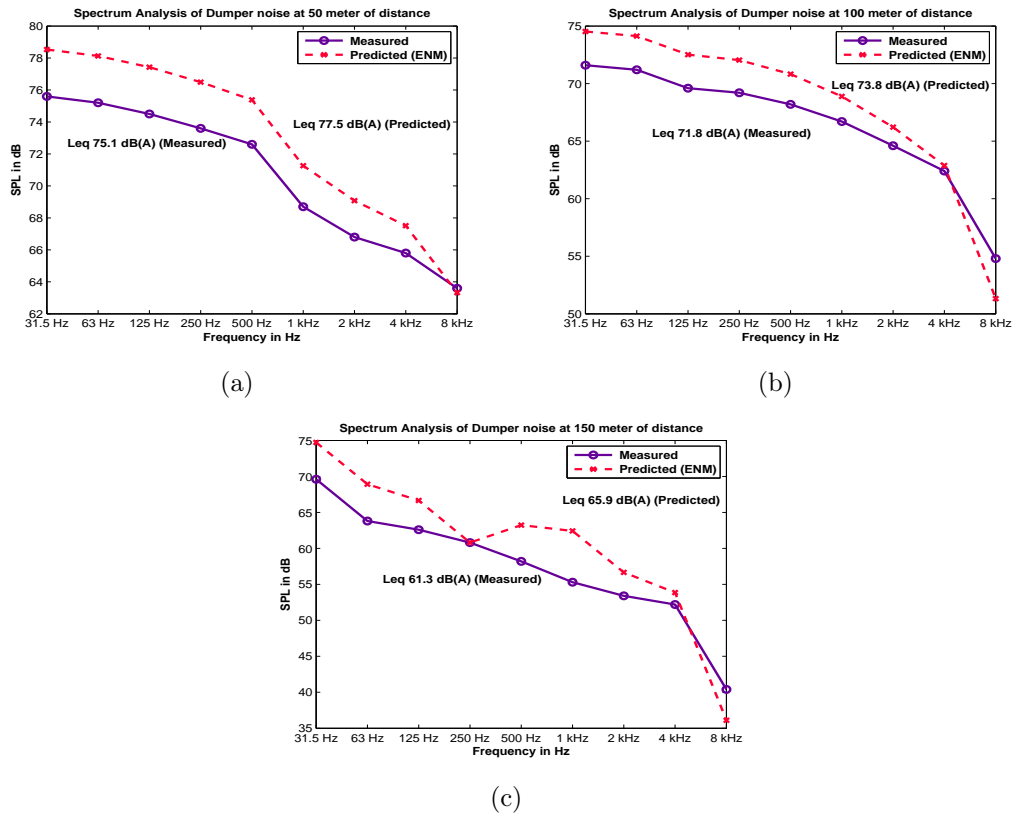 Spectrum Analysis of Dumper noise at 50 meter of distance
80
78
76
74
72
70
68
66
64
62
SPL in dB
Measured
Predicted (ENM)
Leq 77.5 dB(A) (Predicted)
Leq 75.1 dB(A) (Measured)
31.5 Hz 63 Hz 125 Hz 250 Hz 500 Hz 1 kHz 2 kHz 4 kHz 8 kHz
Frequency in Hz
(a)
Spectrum Analysis of Dumper noise at 100 meter of distance
75
70
65
60
55
50
SPL in dB
Measured
Predicted (ENM)
Leq 73.8 dB(A) (Predicted)
Leq 71.8 dB(A) (Measured)
31.5 Hz 63 Hz 125 Hz 250 Hz 500 Hz 1 kHz 2 kHz 4 kHz 8 kHz
Frequency in Hz
(b)
Spectrum Analysis of Dumper noise at 150 meter of distance
75
70
65
60
55
50
45
40
35
SPL in dB
Measured
Predicted (ENM)
Leq 65.9 dB(A) (Predicted)
Leq 61.3 dB(A) (Measured)
31.5 Hz 63 Hz 125 Hz 250 Hz 500 Hz 1 kHz 2 kHz 4 kHz 8 kHz
Frequency in Hz
(c)